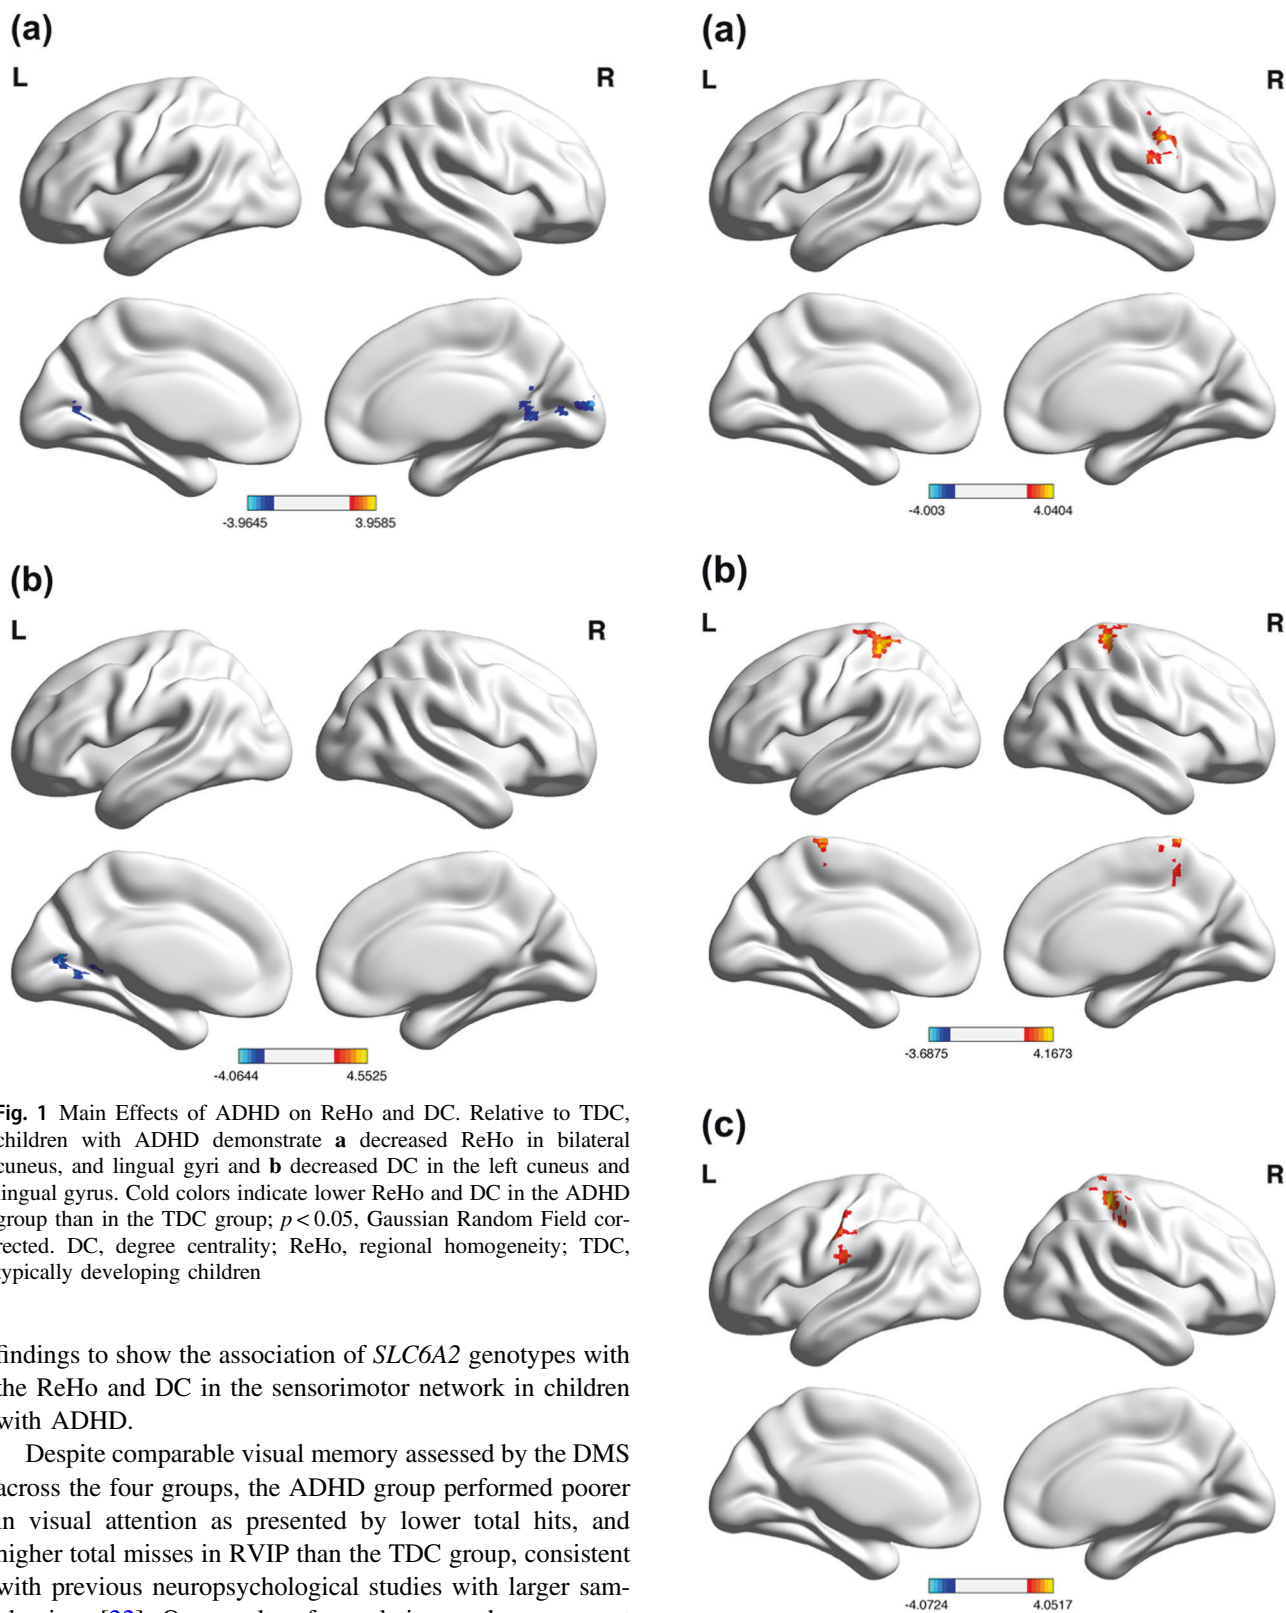 (a)
L
R
-3.9645
3.9585
(b)
L
R
-4.0644
4.5525
Fig. 1 Main Effects of ADHD on ReHo and DC. Relative to TDC,
children with ADHD demonstrate a decreased ReHo in bilateral
cuneus, and lingual gyri and b decreased DC in the left cuneus and
lingual gyrus. Cold colors indicate lower ReHo and DC in the ADHD
group than in the TDC group; p < 0.05, Gaussian Random Field cor-
rected. DC, degree centrality; ReHo, regional homogeneity; TDC,
typically developing children
findings to show the association of SLC6A2 genotypes with
the ReHo and DC in the sensorimotor network in children
with ADHD.
Despite comparable visual memory assessed by the DMS
across the four groups, the ADHD group performed poorer
in visual attention as presented by lower total hits, and
higher total misses in RVIP than the TDC group, consistent
with previous neuropsychological studies with larger sam-
(a)
L
R
-4.003
4.0404
(b)
L
R
-3.6875
4.1673
(c)
L
R
-4.0724
4.0517